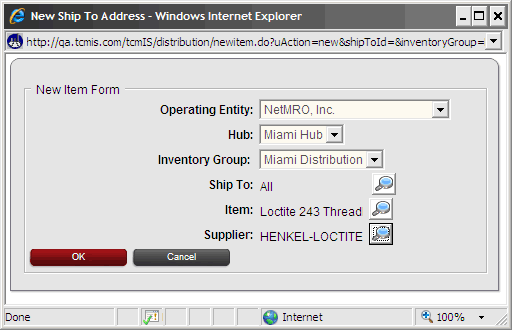 New Ship To Address - Windows Internet Explorer
http://qa.tcmis.com/tcmIS/distribution/newitem.do?uAction=new&shipToId=&inventoryGroup=
New Item Form
Operating Entity: NetMRO, Inc.
Hub: Miami Hub
Inventory Group: Miami Distribution
Ship To: All
Item: Loctite 243 Thread
Supplier: HENKEL-LOCTITE
OK Cancel
Done Internet 100%